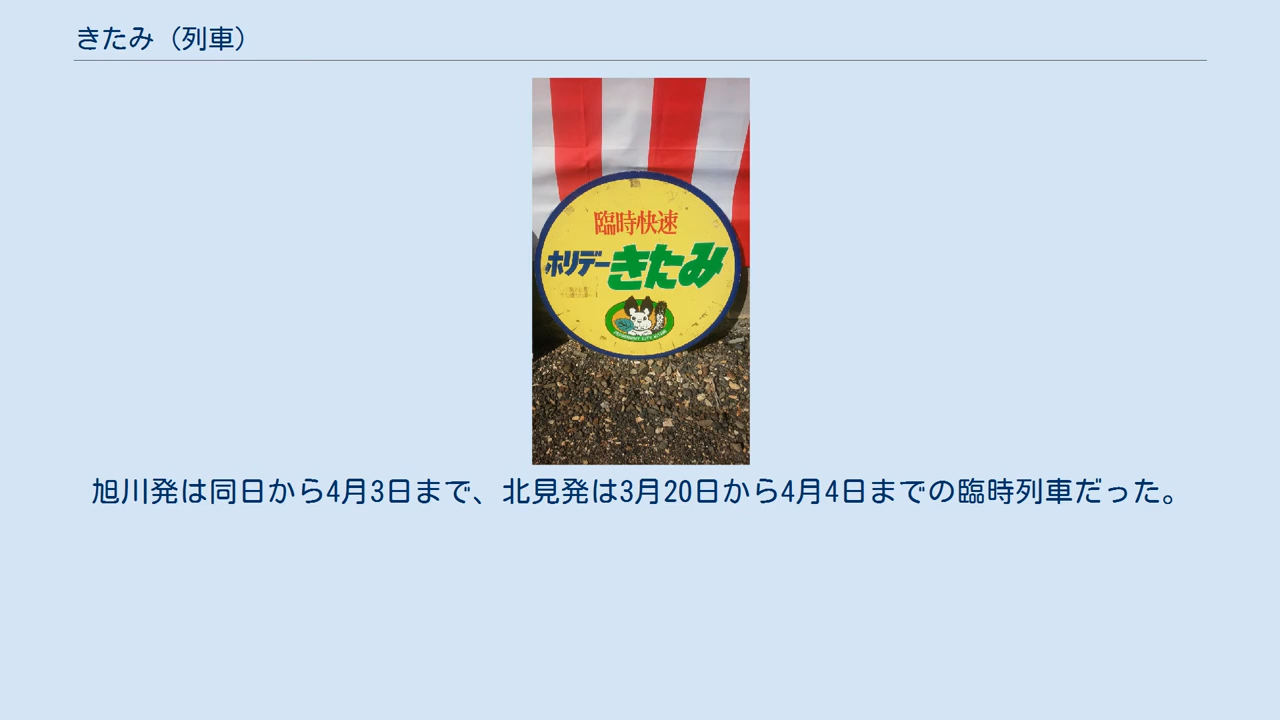 きたみ（列車）
臨時快速
ホリデーきたみ
旭川発は同日から4月3日まで、北見発は3月20日から4月4日までの臨時列車だった。